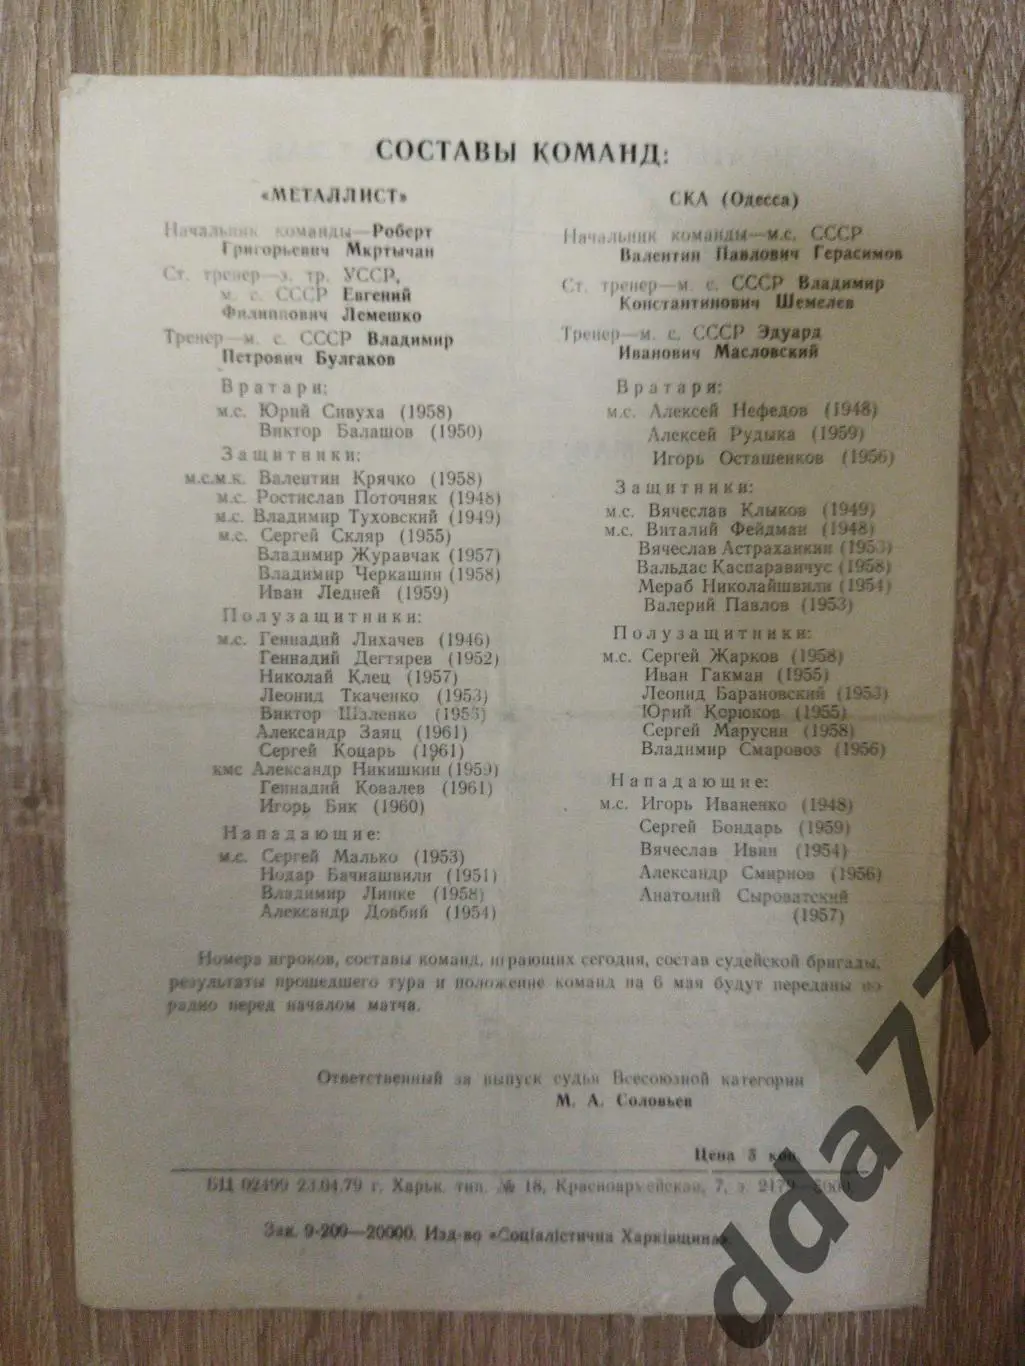 СОСТАВЫ КОМАНД:
«МЕТАЛЛИСТ»
Начальник команды—Роберт
Григорьевич Мкртычан
Ст. тренер—з. тр. УССР,
м. с. СССР Евгений
Филиппович Лемешко
Тренер—м. с. СССР Владимир
Петрович Булгаков
Вратари:
м.с. Юрий Сивуха (1958)
Виктор Балашов (1950)
Защитники:
м.с.м.к. Валентин Крячко (1958)
м.с. Ростислав Поточняк (1948)
м.с. Владимир Туховский (1949)
м.с. Сергей Скляр (1955)
Владимир Журавчак (1957)
Владимир Черкашин (1958)
Иван Ледней (1959)
Полузащитники:
м.с. Геннадий Лихачев (1946)
Геннадий Дегтярев (1952)
Николай Клец (1957)
Леонид Ткаченко (1953)
Виктор Шаленко
Александр Заяц (1961)
Сергей Коцарь (1961)
кмс Александр Никишкин (1959)
Геннадий Ковалев (1961)
Игорь Бяк (1960)
Нападающие:
м.с. Сергей Малько (1953)
Нодар Бачиашвили (1951)
Владимир Линке (1958)
Александр Довбий (1954)
СКА (Одесса)
Начальник команды—м.с. СССР
Валентин Павлович Герасимов
Ст. тренер—м. с. СССР Владимир
Константинович Шемелев
Тренер—м. с. СССР Эдуард
Иванович Масловский
Вратари:
м.с. Алексей Нефедов (1948)
Алексей Рудыка (1959)
Игорь Осташенков (1956)
Защитники:
м.с. Вячеслав Клыков (1949)
м.с. Виталий Фейдман (1948)
Вячеслав Астраханкин
Вальдас Каспаравичус (1958)
Мераб Николайшвили (1954)
Валерий Павлов (1953)
Полузащитники:
м.с. Сергей Жарков (1958)
Иван Гакман (1955)
Леонид Барановский (1953)
Юрий Корюков (1955)
Сергей Марусин (1958)
Владимир Смаровоз (1956)
Нападающие:
м.с. Игорь Иваненко (1948)
Сергей Бондарь (1959)
Вячеслав Ивин (1954)
Александр Смирнов (1956)
Анатолий Сыроватский
(1957)
Номера игроков, составы команд, играющих сегодня, состав судейской бригады,
результаты прошедшего тура и положение команд на 6 мая будут переданы по
радио перед началом матча.
Ответственный за выпуск судья Всесоюзной категории
М. А. Соловьев
Цена 5 коп.
БЦ 02499 23.04.79 г. Харьк. тип. № 18, Красноармейская, 7, з. 2179—5000
Зак. 9-200—20000. Изд-во «Соціалістична Харківщина».
dda77